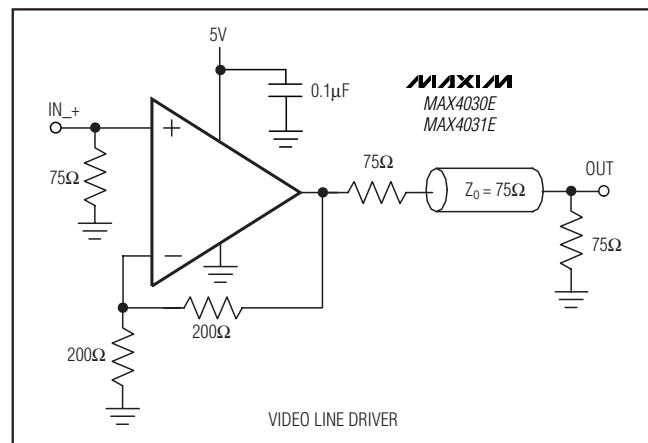 5V
0.1µF
MAXIM
MAX4030E
MAX4031E
IN_+
+
75Ω
75Ω
Z0 = 75Ω
OUT
75Ω
−
200Ω
200Ω
VIDEO LINE DRIVER